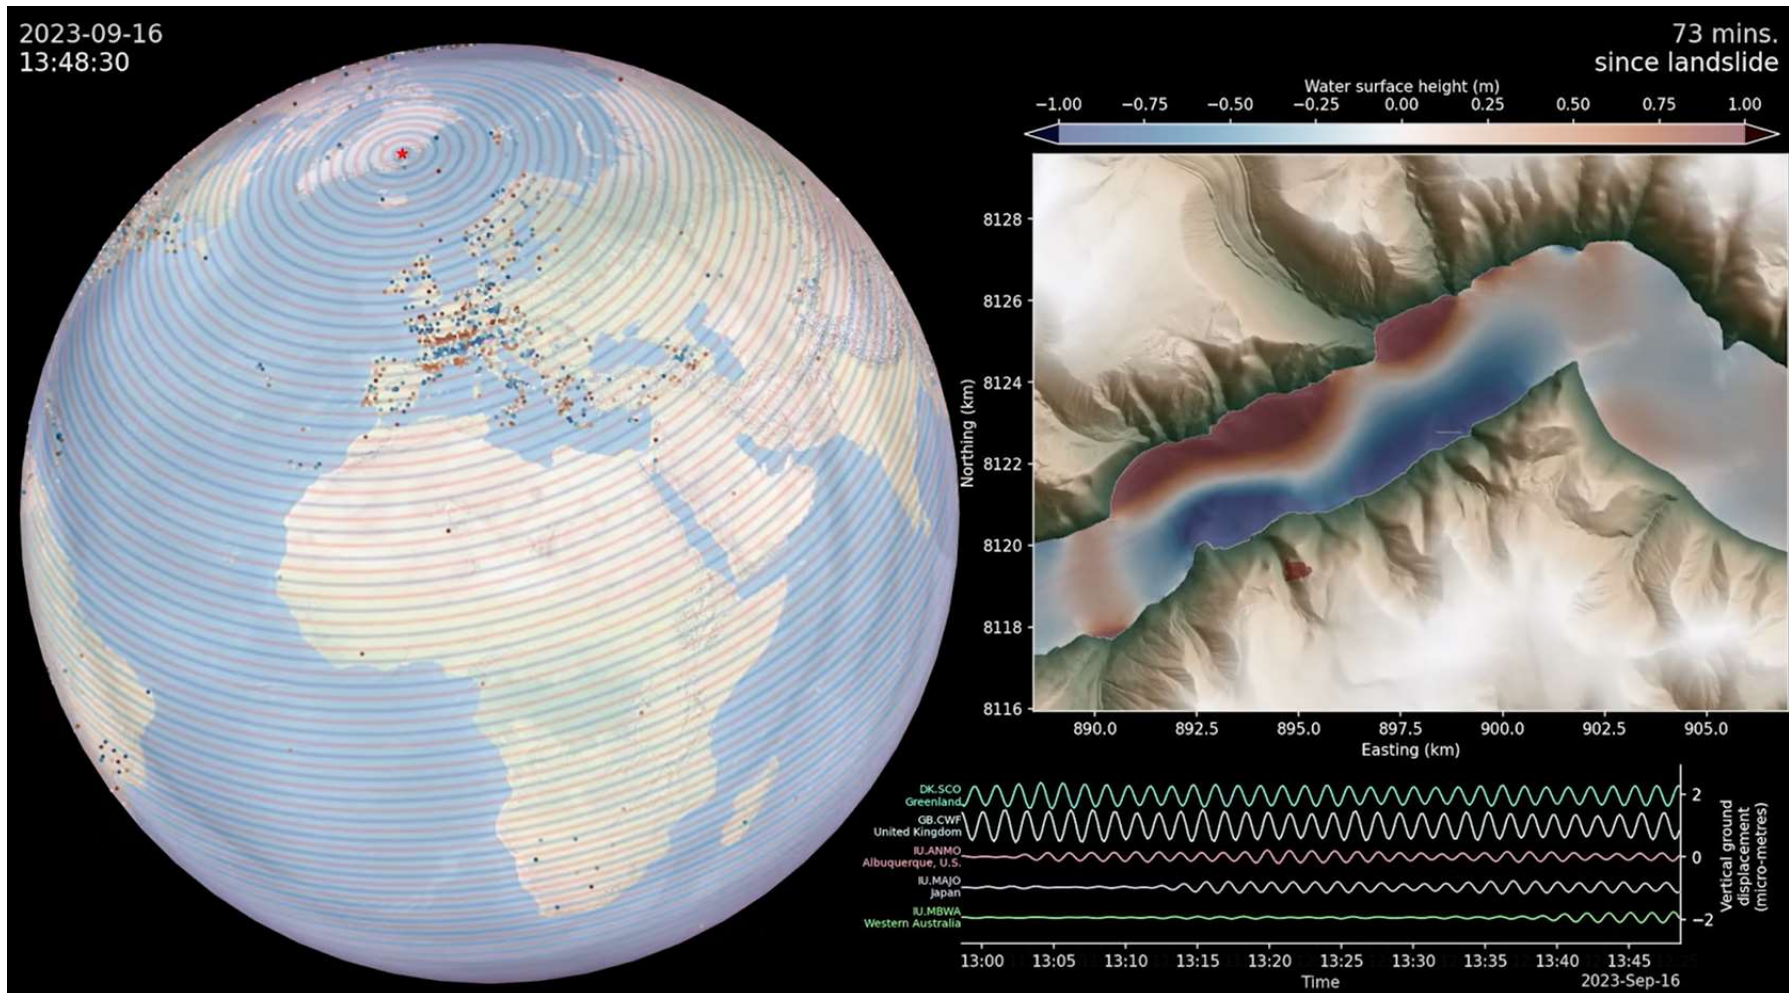 2023-09-16
13:48:30
73 mins.
since landslide
Water surface height (m)
−1.00 −0.75 −0.50 −0.25 0.00 0.25 0.50 0.75 1.00
Northing (km)
8128
8126
8124
8122
8120
8118
8116
890.0 892.5 895.0 897.5 900.0 902.5 905.0
Easting (km)
DK.SCO
Greenland
GB.CWF
United Kingdom
IU.ANMO
Albuquerque, U.S.
IU.MAJO
Japan
IU.MBWA
Western Australia
2
0
−2
Vertical ground
displacement
(micro-metres)
13:00 13:05 13:10 13:15 13:20 13:25 13:30 13:35 13:40 13:45
Time
2023-Sep-16